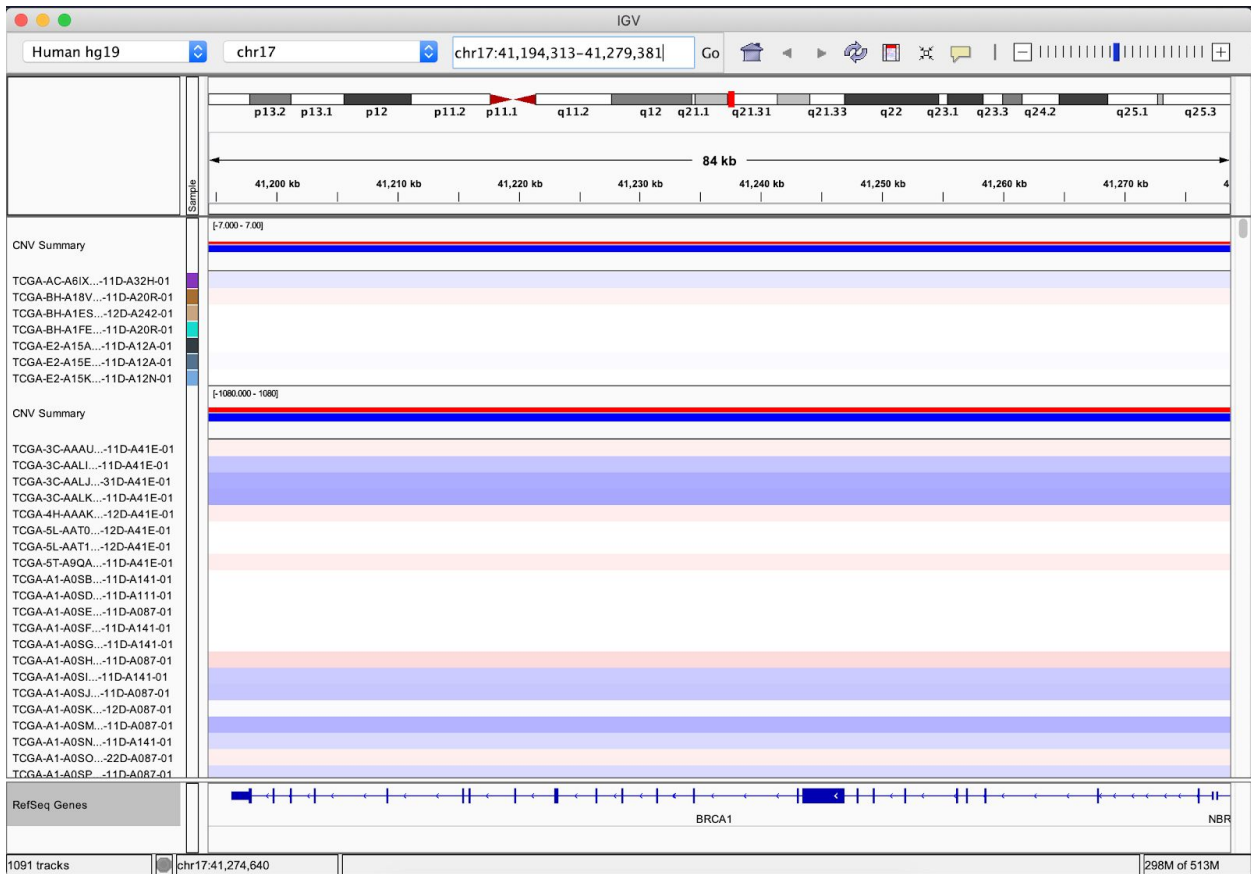 IGV
Human hg19 chr17 chr17:41,194,313-41,279,381 Go
p13.2 p13.1 p12 p11.2 p11.1 q11.2 q12 q21.1 q21.31 q21.33 q22 q23.1 q23.3 q24.2 q25.1 q25.3
84 kb
Sample
41,200 kb 41,210 kb 41,220 kb 41,230 kb 41,240 kb 41,250 kb 41,260 kb 41,270 kb 4
[-7.000 - 7.00]
CNV Summary
TCGA-AC-A6IX...-11D-A32H-01
TCGA-BH-A18V...-11D-A20R-01
TCGA-BH-A1ES...-12D-A242-01
TCGA-BH-A1FE...-11D-A20R-01
TCGA-E2-A15A...-11D-A12A-01
TCGA-E2-A15E...-11D-A12A-01
TCGA-E2-A15K...-11D-A12N-01
[-1080.000 - 1080]
CNV Summary
TCGA-3C-AAAU...-11D-A41E-01
TCGA-3C-AALI...-11D-A41E-01
TCGA-3C-AALJ...-31D-A41E-01
TCGA-3C-AALK...-11D-A41E-01
TCGA-4H-AAAK...-12D-A41E-01
TCGA-5L-AAT0...-12D-A41E-01
TCGA-5L-AAT1...-12D-A41E-01
TCGA-5T-A9QA...-11D-A41E-01
TCGA-A1-A0SB...-11D-A141-01
TCGA-A1-A0SD...-11D-A111-01
TCGA-A1-A0SE...-11D-A087-01
TCGA-A1-A0SF...-11D-A141-01
TCGA-A1-A0SG...-11D-A141-01
TCGA-A1-A0SH...-11D-A087-01
TCGA-A1-A0SI...-11D-A141-01
TCGA-A1-A0SJ...-11D-A087-01
TCGA-A1-A0SK...-12D-A087-01
TCGA-A1-A0SM...-11D-A087-01
TCGA-A1-A0SN...-11D-A141-01
TCGA-A1-A0SO...-22D-A087-01
TCGA-A1-A0SP...-11D-A087-01
RefSeq Genes
BRCA1 NBR
1091 tracks chr17:41,274,640 298M of 513M